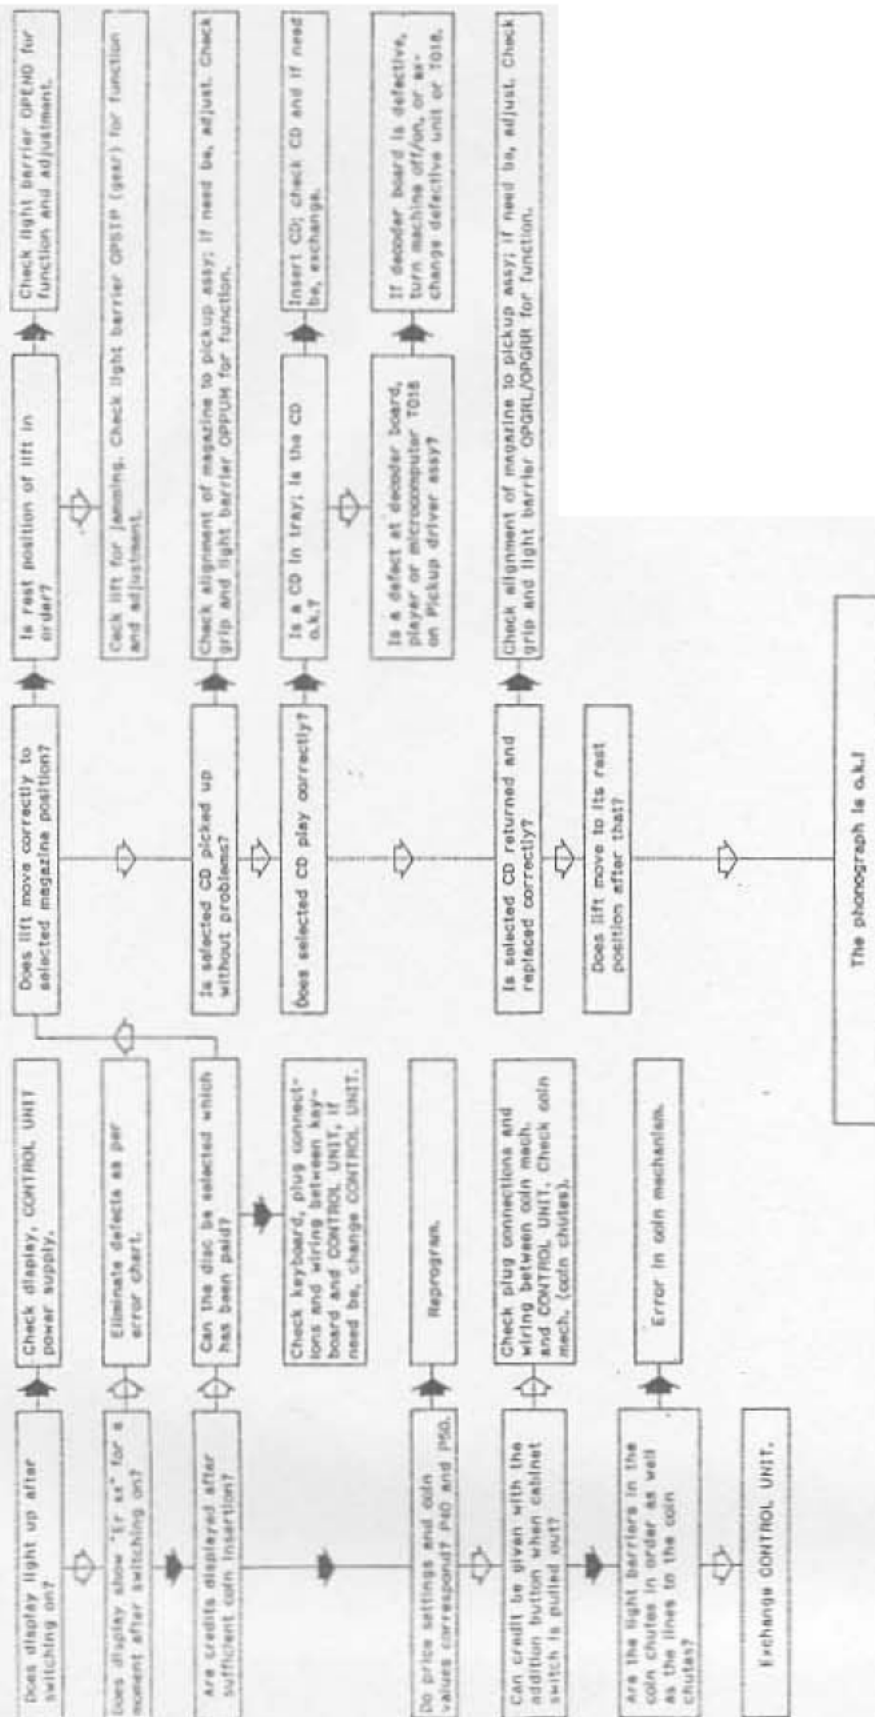 Does display light up after
switching on?
Check display, CONTROL UNIT
power supply.
Does display show "Er xx" for a
moment after switching on?
Eliminate defects as per
error chart.
Are credits displayed after
sufficient coin insertion?
Can the disc be selected which
has been paid?
Check keyboard, plug connect-
ions and wiring between key-
board and CONTROL UNIT, if
need be, change CONTROL UNIT.
Do price settings and coin
values correspond? P40 and P50.
Reprogram.
Can credit be given with the
addition button when cabinet
switch is pulled out?
Check plug connections and
wiring between coin mech.
and CONTROL UNIT. Check coin
mech. (coin chutes).
Are the light barriers in the
coin chutes in order as well
as the lines to the coin
chutes?
Error in coin mechanism.
Exchange CONTROL UNIT.
Does lift move correctly to
selected magazine position?
Is rest position of lift in
order?
Check light barrier OPEND for
function and adjustment.
Ceck lift for jamming. Check light barrier OPSTP (gear) for function
and adjustment.
Is selected CD picked up
without problems?
Check alignment of magazine to pickup assy; if need be, adjust. Check
grip and light barrier OPPUM for function.
Does selected CD play correctly?
Is a CD in tray; is the CD
o.k.?
Insert CD; check CD and if need
be, exchange.
Is a defect at decoder board,
player or microcomputer T018
on Pickup driver assy?
If decoder board is defective,
turn machine off/on, or ex-
change defective unit or T018.
Is selected CD returned and
replaced correctly?
Check alignment of magazine to pickup assy; if need be, adjust. Check
grip and light barrier OPGRL/OPGRR for function.
Does lift move to its rest
position after that?
The phonograph is o.k.!